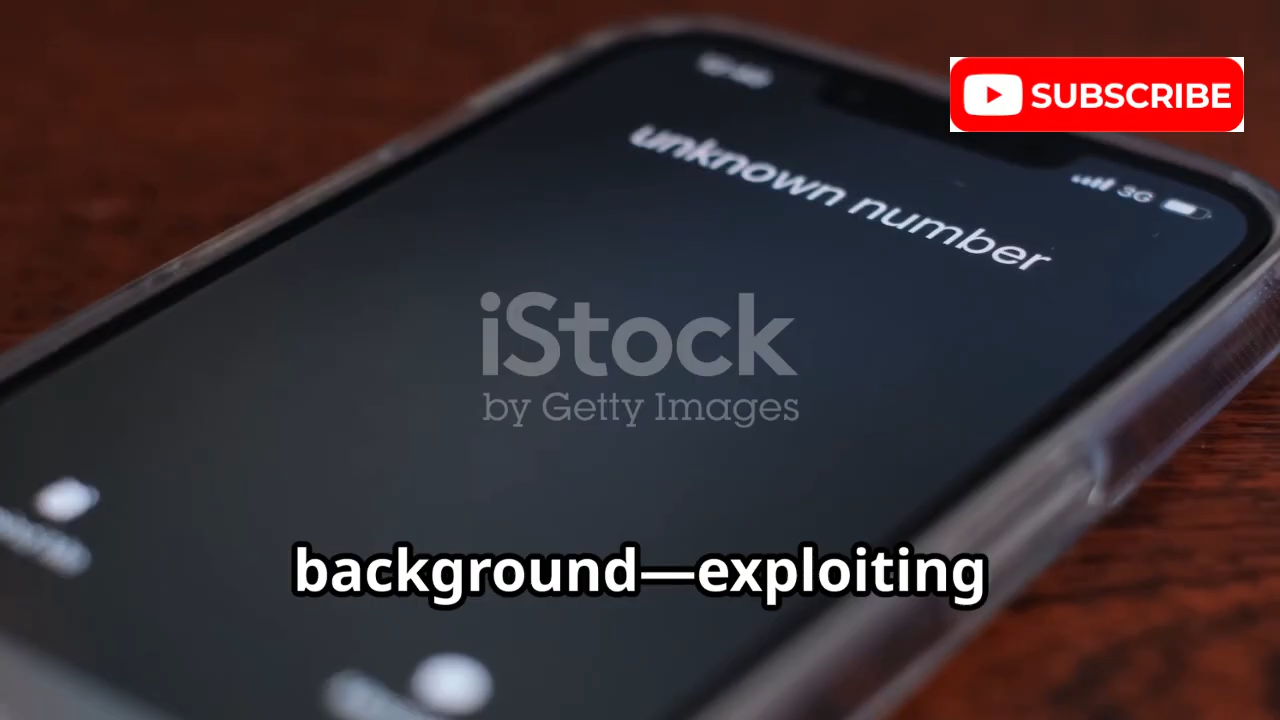 SUBSCRIBE
unknown number
3G
iStock
by Getty Images
background—exploiting